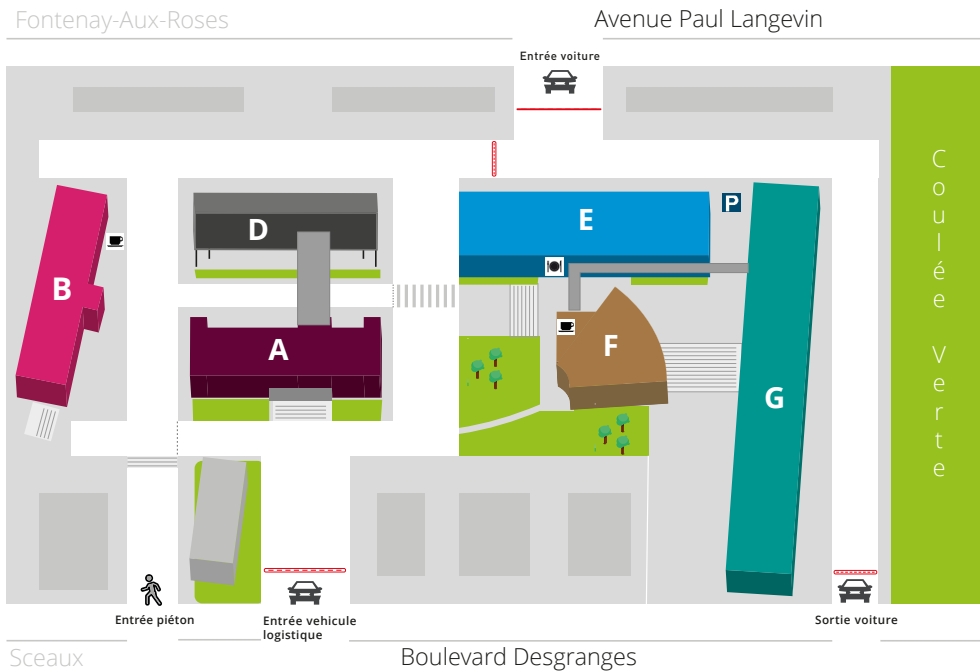 Fontenay-Aux-Roses
Avenue Paul Langevin
Entrée voiture
D
E
P
B
A
F
G
Coulée Verte
Entrée piéton
Entrée vehicule
logistique
Sortie voiture
Sceaux
Boulevard Desgranges